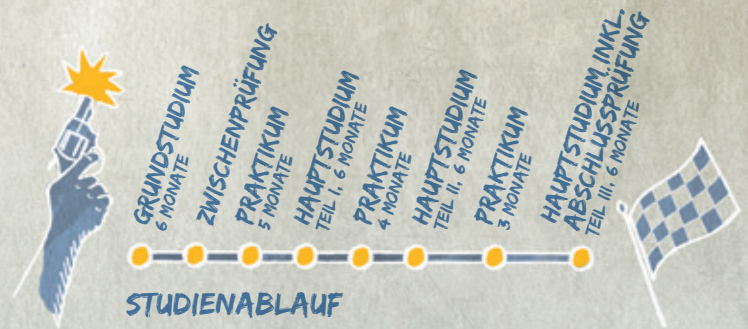 GRUNDSTUDIUM
6 MONATE
ZWISCHENPRÜFUNG
PRAKTIKUM
5 MONATE
HAUPTSTUDIUM
TEIL I, 6 MONATE
PRAKTIKUM
4 MONATE
HAUPTSTUDIUM
TEIL II, 6 MONATE
PRAKTIKUM
3 MONATE
HAUPTSTUDIUM INKL.
ABSCHLUSSPRÜFUNG
TEIL III, 6 MONATE
STUDIENABLAUF